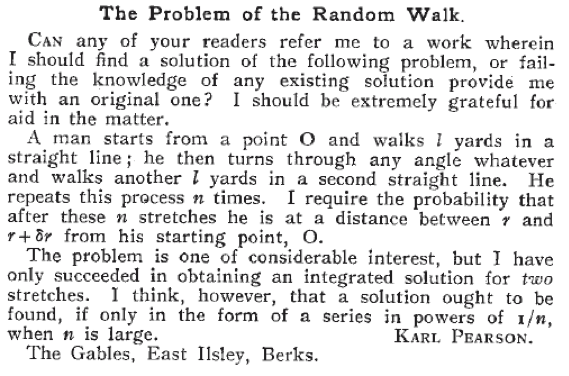 The Problem of the Random Walk.
CAN any of your readers refer me to a work wherein
I should find a solution of the following problem, or fail-
ing the knowledge of any existing solution provide me
with an original one? I should be extremely grateful for
aid in the matter.
A man starts from a point O and walks l yards in a
straight line; he then turns through any angle whatever
and walks another l yards in a second straight line. He
repeats this process n times. I require the probability that
after these n stretches he is at a distance between r and
r+δr from his starting point, O.
The problem is one of considerable interest, but I have
only succeeded in obtaining an integrated solution for two
stretches. I think, however, that a solution ought to be
found, if only in the form of a series in powers of 1/n,
when n is large. KARL PEARSON.
The Gables, East Ilsley, Berks.